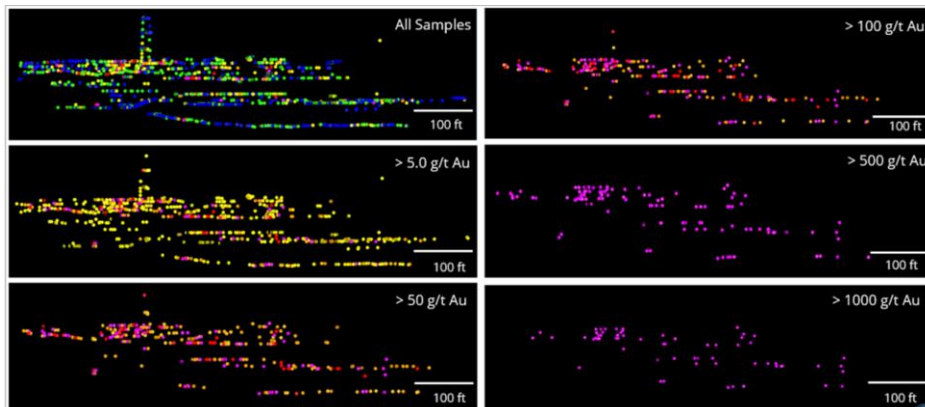 All Samples
100 ft
> 100 g/t Au
100 ft
> 5.0 g/t Au
100 ft
> 500 g/t Au
100 ft
> 50 g/t Au
100 ft
> 1000 g/t Au
100 ft